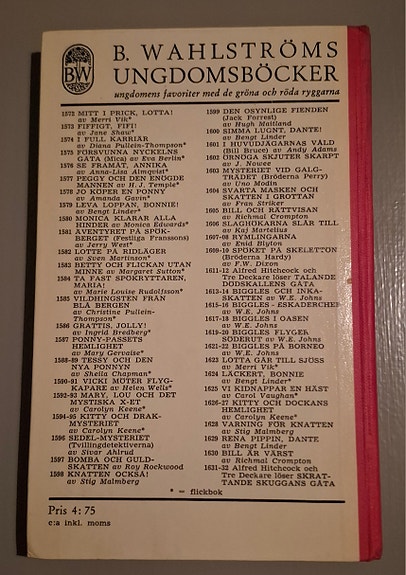 BW
B. WAHLSTRÖMS
UNGDOMSBÖCKER
ungdomens favoriter med de gröna och röda ryggarna
1572 MITT I PRICK, LOTTA!
av Merri Vik*
1573 FIFFIGT, FIFI!
av Jane Shaw*
1574 I FULL KARRIÄR
av Diana Pullein-Thompson*
1575 FÖRSVUNNA NYCKELNS
GÅTA (Mica) av Eva Berlin*
1576 SE FRAMÅT, ANNIKA
av Anna-Lisa Almqvist*
1577 PEGGY OCH DEN ENÖGDE
MANNEN av H. J. Temple*
1578 JO KÖPER EN PONNY
av Amanda Gavin*
1579 LEVA LOPPAN, BONNIE!
av Bengt Linder*
1580 MONICA KLARAR ALLA
HINDER av Monica Edwards*
1581 ÄVENTYRET PÅ SPÖK-
BERGET (Festliga Franssons)
av Jerry West*
1582 LOTTE PÅ RIDLÄGER
av Sven Martinson*
1583 BETTY OCH FLICKAN UTAN
MINNE av Margaret Sutton*
1584 TA FAST SPÖKRYTTAREN,
MARIA!
av Marie Louise Rudolfsson*
1585 VILDHINGSTEN FRÅN
BLÅ BERGEN
av Christine Pullein-
Thompson*
1586 GRATTIS, JOLLY!
av Ingrid Bredberg*
1587 PONNY-PASSETS
HEMLIGHET
av Mary Gervaise*
1588-89 TESSY OCH DEN
NYA PONNYN
av Sheila Chapman*
1590-91 VICKI MÖTER FLYG-
KAPARE av Helen Wells*
1592-93 MARY, LOU OCH DET
MYSTISKA X-ET
av Carolyn Keene*
1594-95 KITTY OCH DRAK-
MYSTERIET
av Carolyn Keene*
1596 SEDEL-MYSTERIET
(Tvillingdetektiverna)
av Sivar Ahlrud
1597 BOMBA OCH GULD-
SKATTEN av Roy Rockwood
1598 KNATTEN OCKSÅ!
av Stig Malmberg
1599 DEN OSYNLIGE FIENDEN
(Jack Forrest)
av Hugh Maitland
1600 SIMMA LUGNT, DANTE!
av Bengt Linder
1601 I HUVUDJÄGARNAS VÅLD
(Biff Bruce) av Andy Adams
1602 ÖRNÖGA SKJUTER SKARPT
av J. Nowee
1603 MYSTERIET VID GALG-
TRÄDET (Bröderna Perry)
av Uno Modin
1604 SVARTA MASKEN OCH
SKATTEN I GROTTAN
av Fran Striker
1605 BILL OCH RÄTTVISAN
av Richmal Crompton
1606 SLAGHÖKARNA SLÅR TILL
av Kaj Martelius
1607-08 RYMLINGARNA
av Enid Blyton
1609-10 SPÖKET PÅ SKELETTÖN
(Bröderna Hardy)
av F.W. Dixon
1611-12 Alfred Hitchcock och
Tre Deckare löser TALANDE
DÖDSKALLENS GÅTA
1613-14 BIGGLES OCH INKA-
SKATTEN av W.E. Johns
1615-16 BIGGLES - ESKADERCHEF
av W.E. Johns
1617-18 BIGGLES I OASEN
av W.E. Johns
1619-20 BIGGLES FLYGER
SÖDERUT av W.E. Johns
1621-22 BIGGLES PÅ BORNEO
av W.E. Johns
1623 LOTTA GÅR TILL SJÖSS
av Merri Vik*
1624 LÄCKERT, BONNIE
av Bengt Linder*
1625 VI KIDNAPPAR EN HÄST
av Carol Vaughan*
1626-27 KITTY OCH DOCKANS
HEMLIGHET
av Carolyn Keene*
1628 VARNING FÖR KNATTEN
av Stig Malmberg
1629 RENA PIPPIN, DANTE
av Bengt Linder
1630 BILL ÄR VÄRST
av Richmal Crompton
1631-32 Alfred Hitchcock och
Tre Deckare löser SKRAT-
TANDE SKUGGANS GÅTA
* = flickbok
Pris 4: 75
c:a inkl. moms